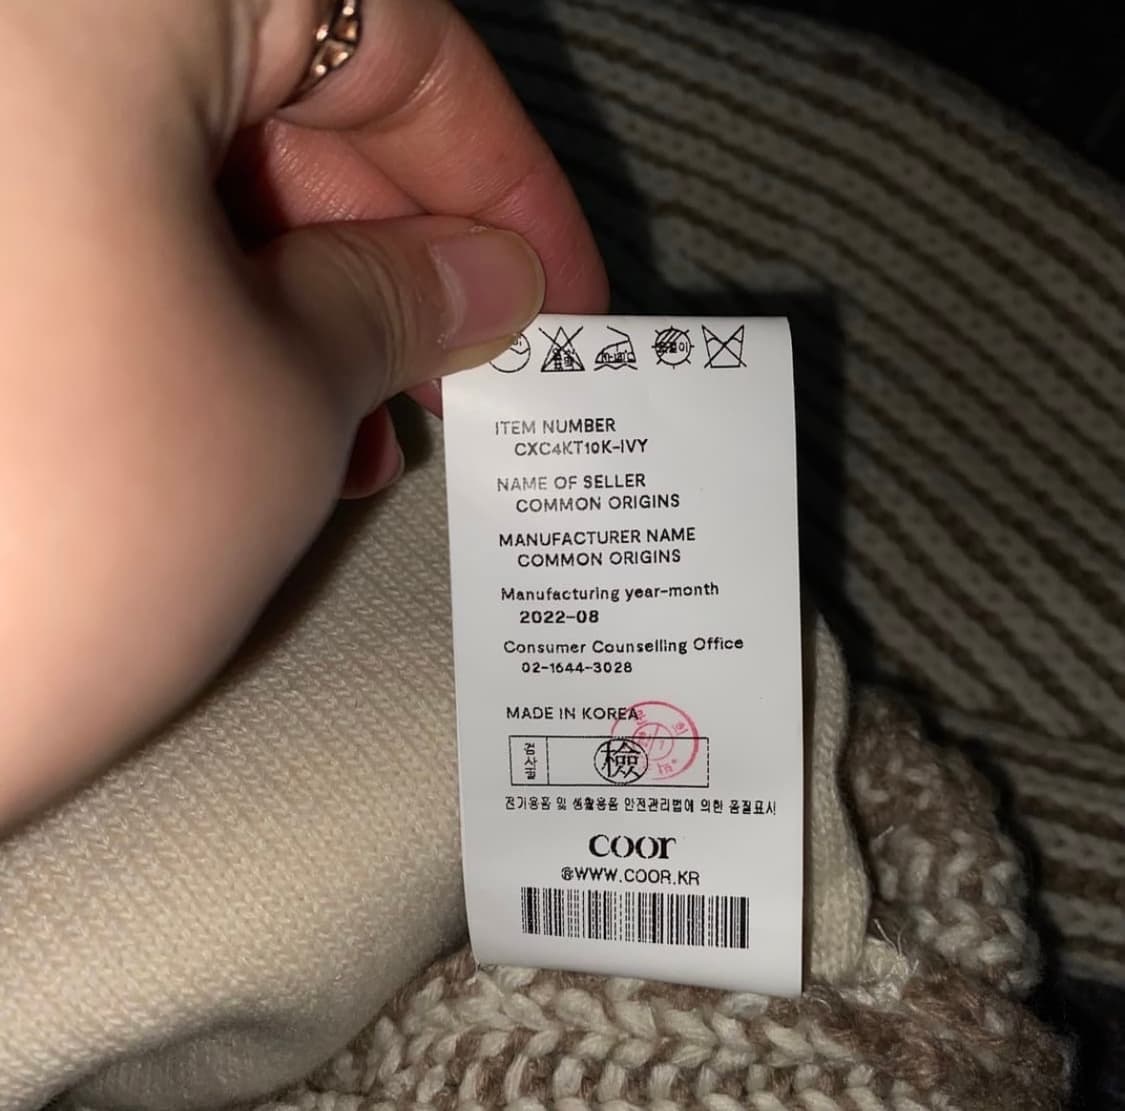 ITEM NUMBER
CXC4KT10K-IVY
NAME OF SELLER
COMMON ORIGINS
MANUFACTURER NAME
COMMON ORIGINS
Manufacturing year-month
2022-08
Consumer Counselling Office
02-1644-3028
MADE IN KOREA
검사필
檢
전기용품 및 생활용품 안전관리법에 의한 품질표시
coor
@WWW.COOR.KR